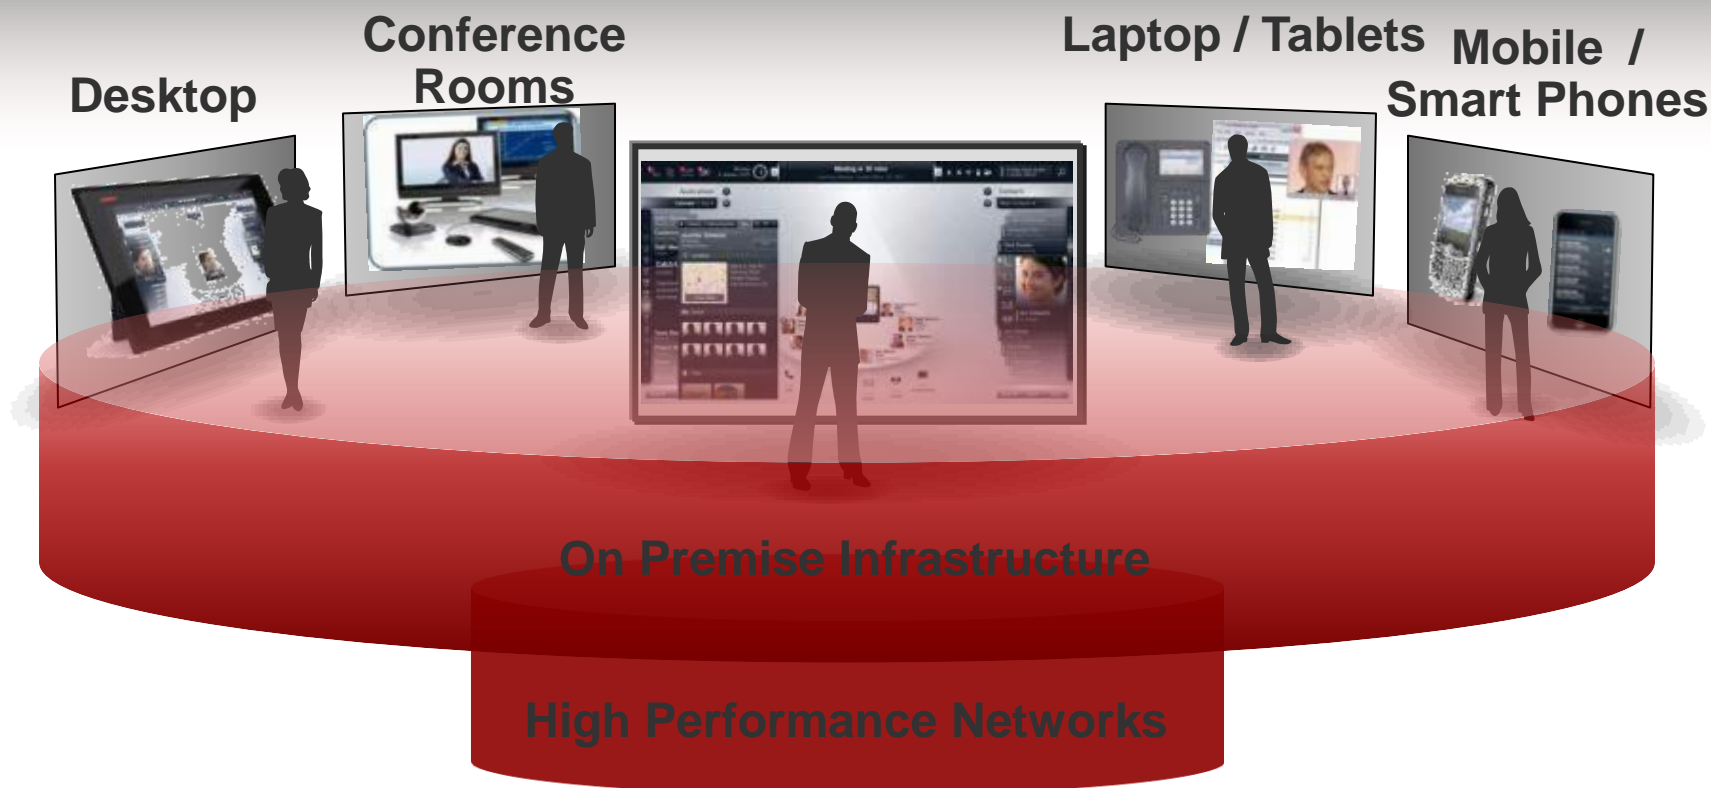 Conference
Rooms
Desktop
Laptop / Tablets
Mobile /
Smart Phones
On Premise Infrastructure
High Performance Networks